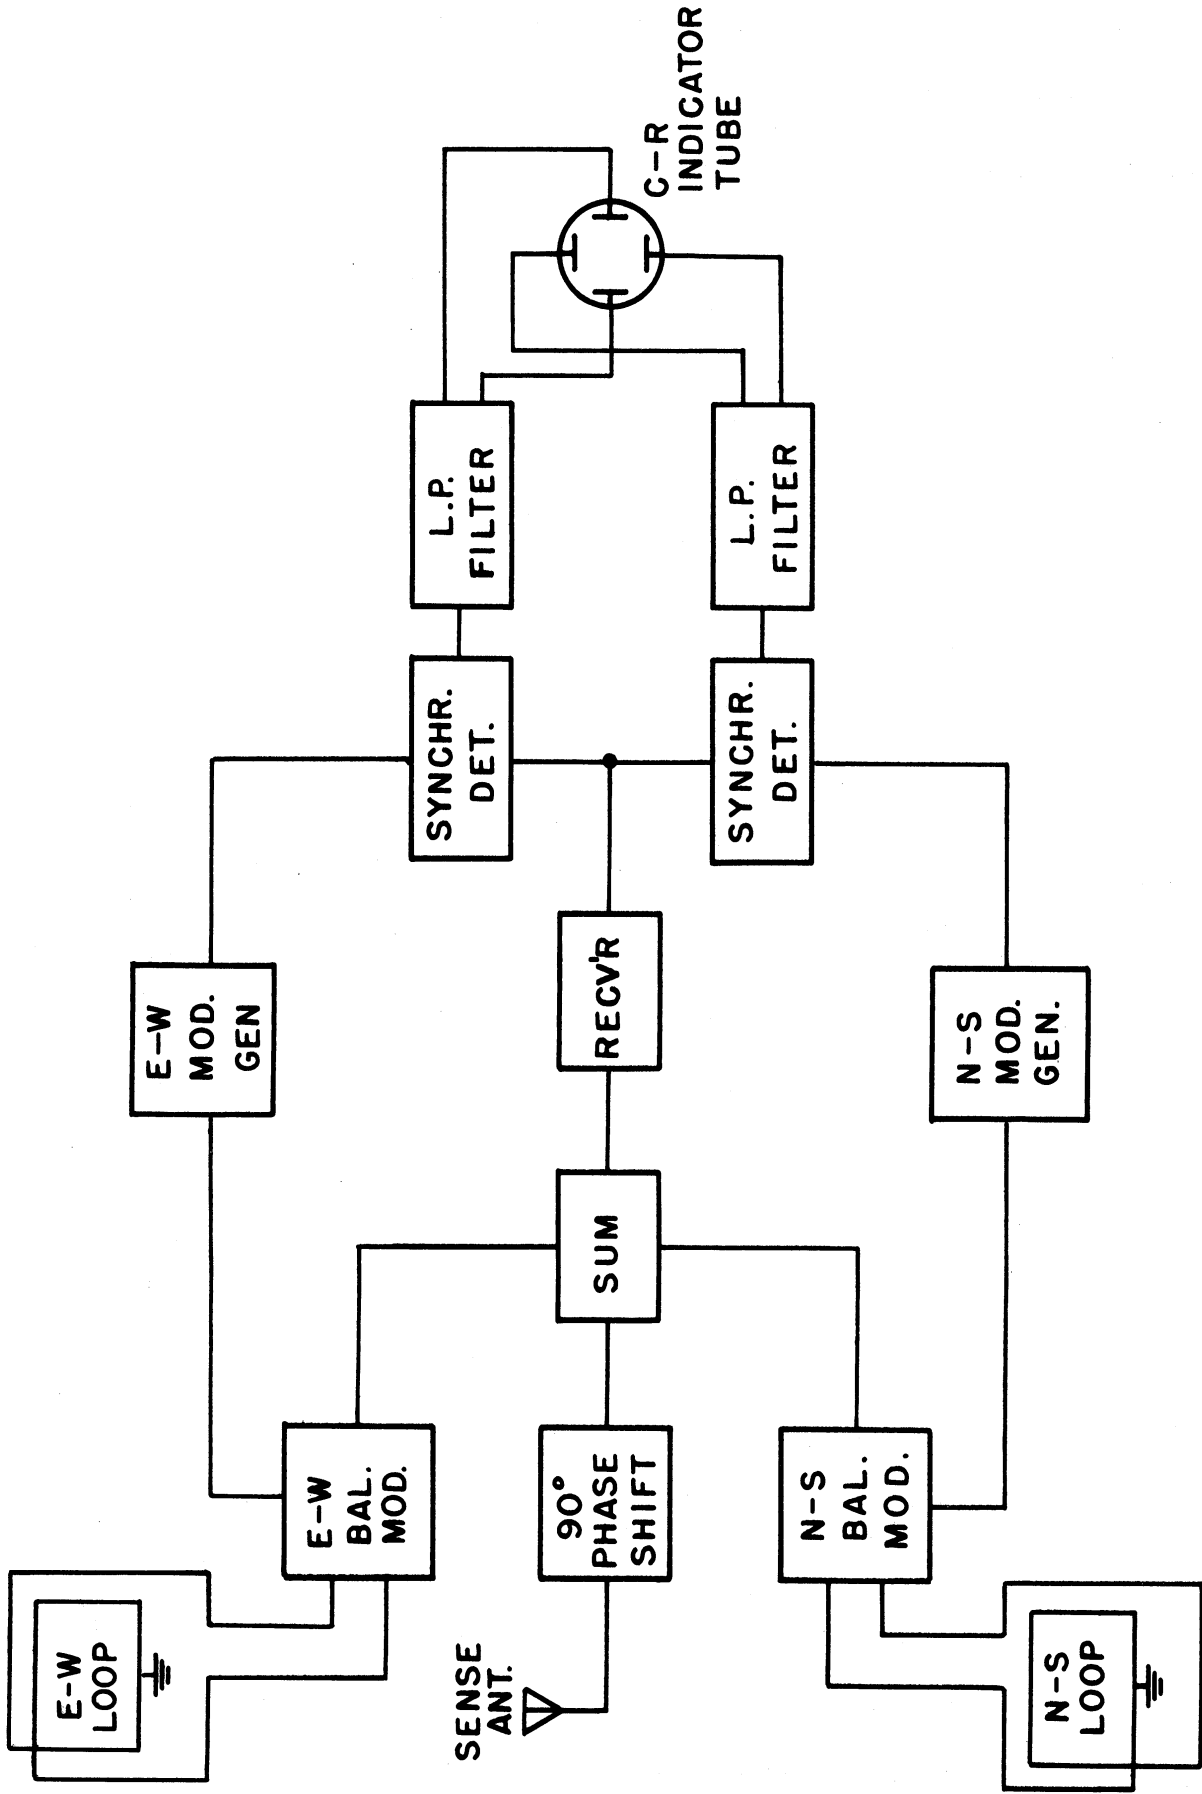 E-W
LOOP
E-W
BAL.
MOD.
E-W
MOD.
GEN
SENSE
ANT.
90°
PHASE
SHIFT
SUM
RECV'R
SYNCHR.
DET.
L.P.
FILTER
SYNCHR.
DET.
L.P.
FILTER
C-R
INDICATOR
TUBE
N-S
LOOP
N-S
BAL.
MOD.
N-S
MOD.
GEN.